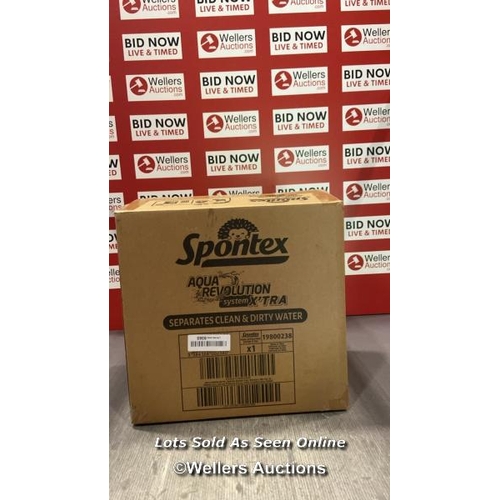 BID NOW
LIVE & TIMED
Wellers
Auctions
.com
Spontex
AQUA
REVOLUTION
system X'TRA
SEPARATES CLEAN & DIRTY WATER
19800238
x1
Lots Sold As Seen Online
©Wellers Auctions